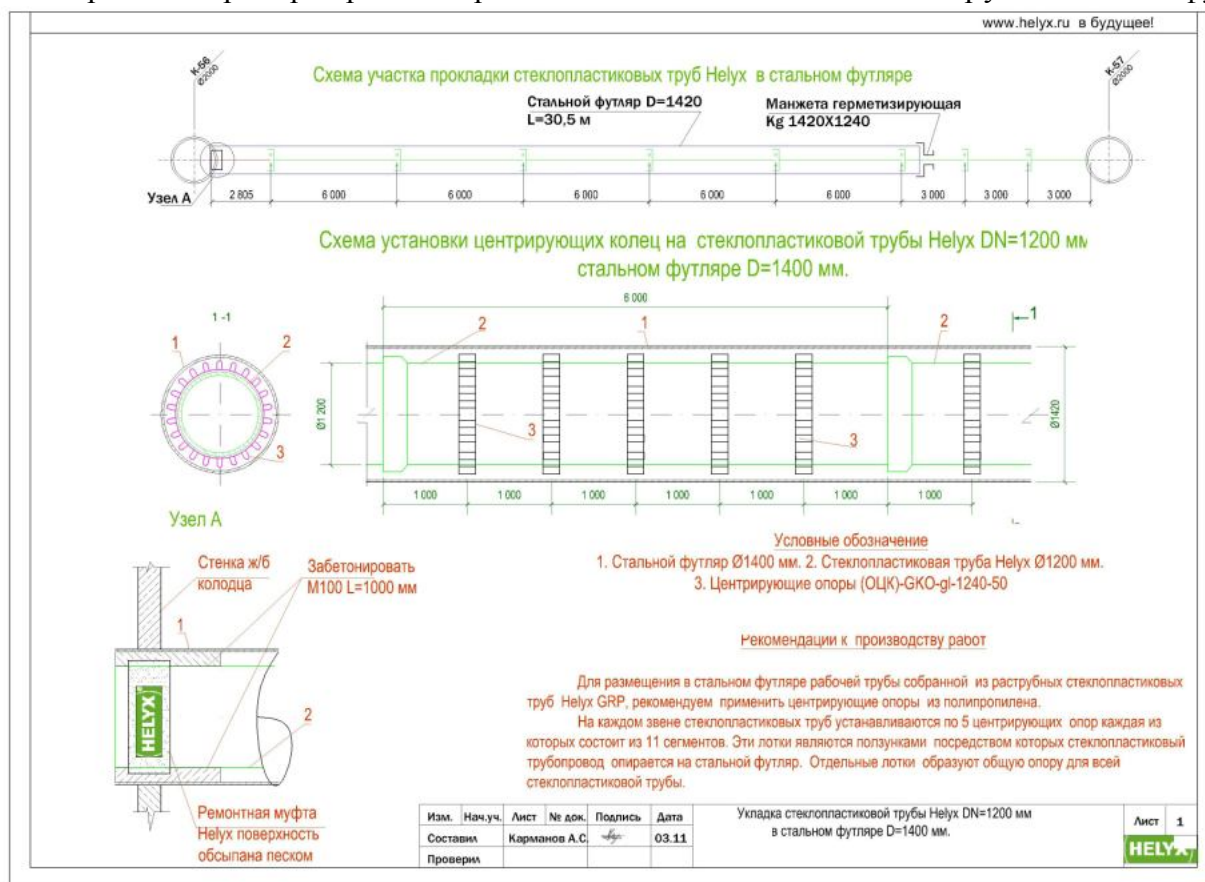 www.helyx.ru в будущее!
К-56
Ø2000
К-57
Ø2000
Схема участка прокладки стеклопластиковых труб Helyx в стальном футляре
Стальной футляр D=1420
L=30,5 м
Манжета герметизирующая
Kg 1420X1240
Узел А
2 805
6 000
6 000
6 000
6 000
6 000
3 000
3 000
3 000
Схема установки центрирующих колец на стеклопластиковой трубы Helyx DN=1200 мм
стальном футляре D=1400 мм.
1 -1
1
2
3
6 000
2
1
2
1
Ø1 200
3
3
Ø1420
1 000
1 000
1 000
1 000
1 000
1 000
1 000
Узел А
Стенка ж/б
колодца
Забетонировать
М100 L=1000 мм
1
2
HELYX
Ремонтная муфта
Helyx поверхность
обсыпана песком
Условные обозначение
1. Стальной футляр Ø1400 мм. 2. Стеклопластиковая труба Helyx Ø1200 мм.
3. Центрирующие опоры (ОЦК)-GKO-gl-1240-50
Рекомендации к производству работ
Для размещения в стальном футляре рабочей трубы собранной из раструбных стеклопластиковых
труб Helyx GRP, рекомендуем применить центрирующие опоры из полипропилена.
На каждом звене стеклопластиковых труб устанавливаются по 5 центрирующих опор каждая из
которых состоит из 11 сегментов. Эти лотки являются ползунками посредством которых стеклопластиковый
трубопровод опирается на стальной футляр. Отдельные лотки образуют общую опору для всей
стеклопластиковой трубы.
Изм. Нач.уч. Лист № док. Подпись Дата
Составил Карманов А.С. 03.11
Проверил
Укладка стеклопластиковой трубы Helyx DN=1200 мм
в стальном футляре D=1400 мм.
Лист 1
HELYX